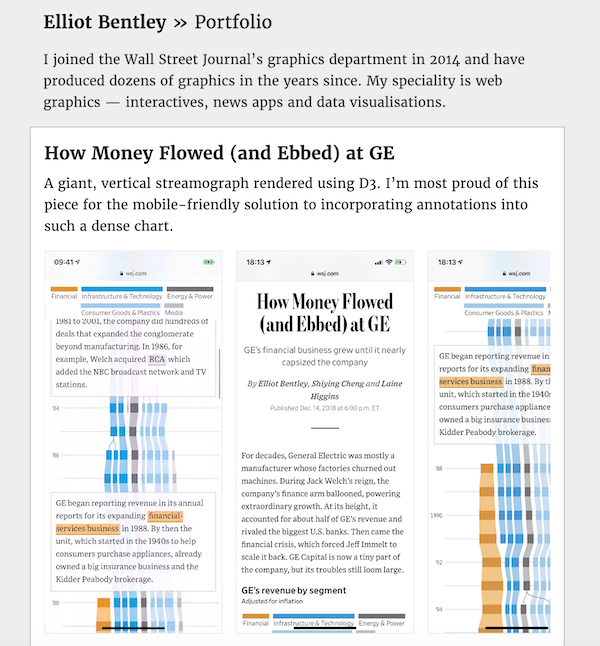 Elliot Bentley » Portfolio
I joined the Wall Street Journal’s graphics department in 2014 and have
produced dozens of graphics in the years since. My speciality is web
graphics — interactives, news apps and data visualisations.
How Money Flowed (and Ebbed) at GE
A giant, vertical streamograph rendered using D3. I’m most proud of this
piece for the mobile-friendly solution to incorporating annotations into
such a dense chart.
09:41
wsj.com
Financial Infrastructure & Technology Energy & Power
Consumer Goods & Plastics Media
1981 to 2001, the company did hundreds of
deals that expanded the conglomerate
beyond manufacturing. In 1986, for
example, Welch acquired RCA which
added the NBC broadcast network and TV
stations.
'84
'86
GE began reporting revenue in its annual
reports for its expanding financial-
services business in 1988. By then the
unit, which started in the 1940s to help
consumers purchase appliances, already
owned a big insurance business and the
Kidder Peabody brokerage.
'88
18:13
wsj.com
How Money Flowed
(and Ebbed) at GE
GE’s financial business grew until it nearly
capsized the company
By Elliot Bentley, Shiying Cheng and Laine
Higgins
Published Dec. 14, 2018 at 6:00 p.m. ET
For decades, General Electric was mostly a
manufacturer whose factories churned out
machines. During Jack Welch’s reign, the
company’s finance arm ballooned, powering
extraordinary growth. At its height, it
accounted for about half of GE’s revenue and
rivaled the biggest U.S. banks. Then came the
financial crisis, which forced Jeff Immelt to
scale it back. GE Capital is now a tiny part of
the company, but its troubles still loom large.
GE’s revenue by segment
Adjusted for inflation
Financial Infrastructure & Technology Energy & Power
18:13
wsj.com
Financial Infrastructure & Technology
Consumer Goods & Plastics M
GE began reporting revenue in
reports for its expanding finan
services business in 1988. By th
unit, which started in the 1940s
consumers purchase appliance
owned a big insurance business
Kidder Peabody brokerage.
'88
1990
'92
'94